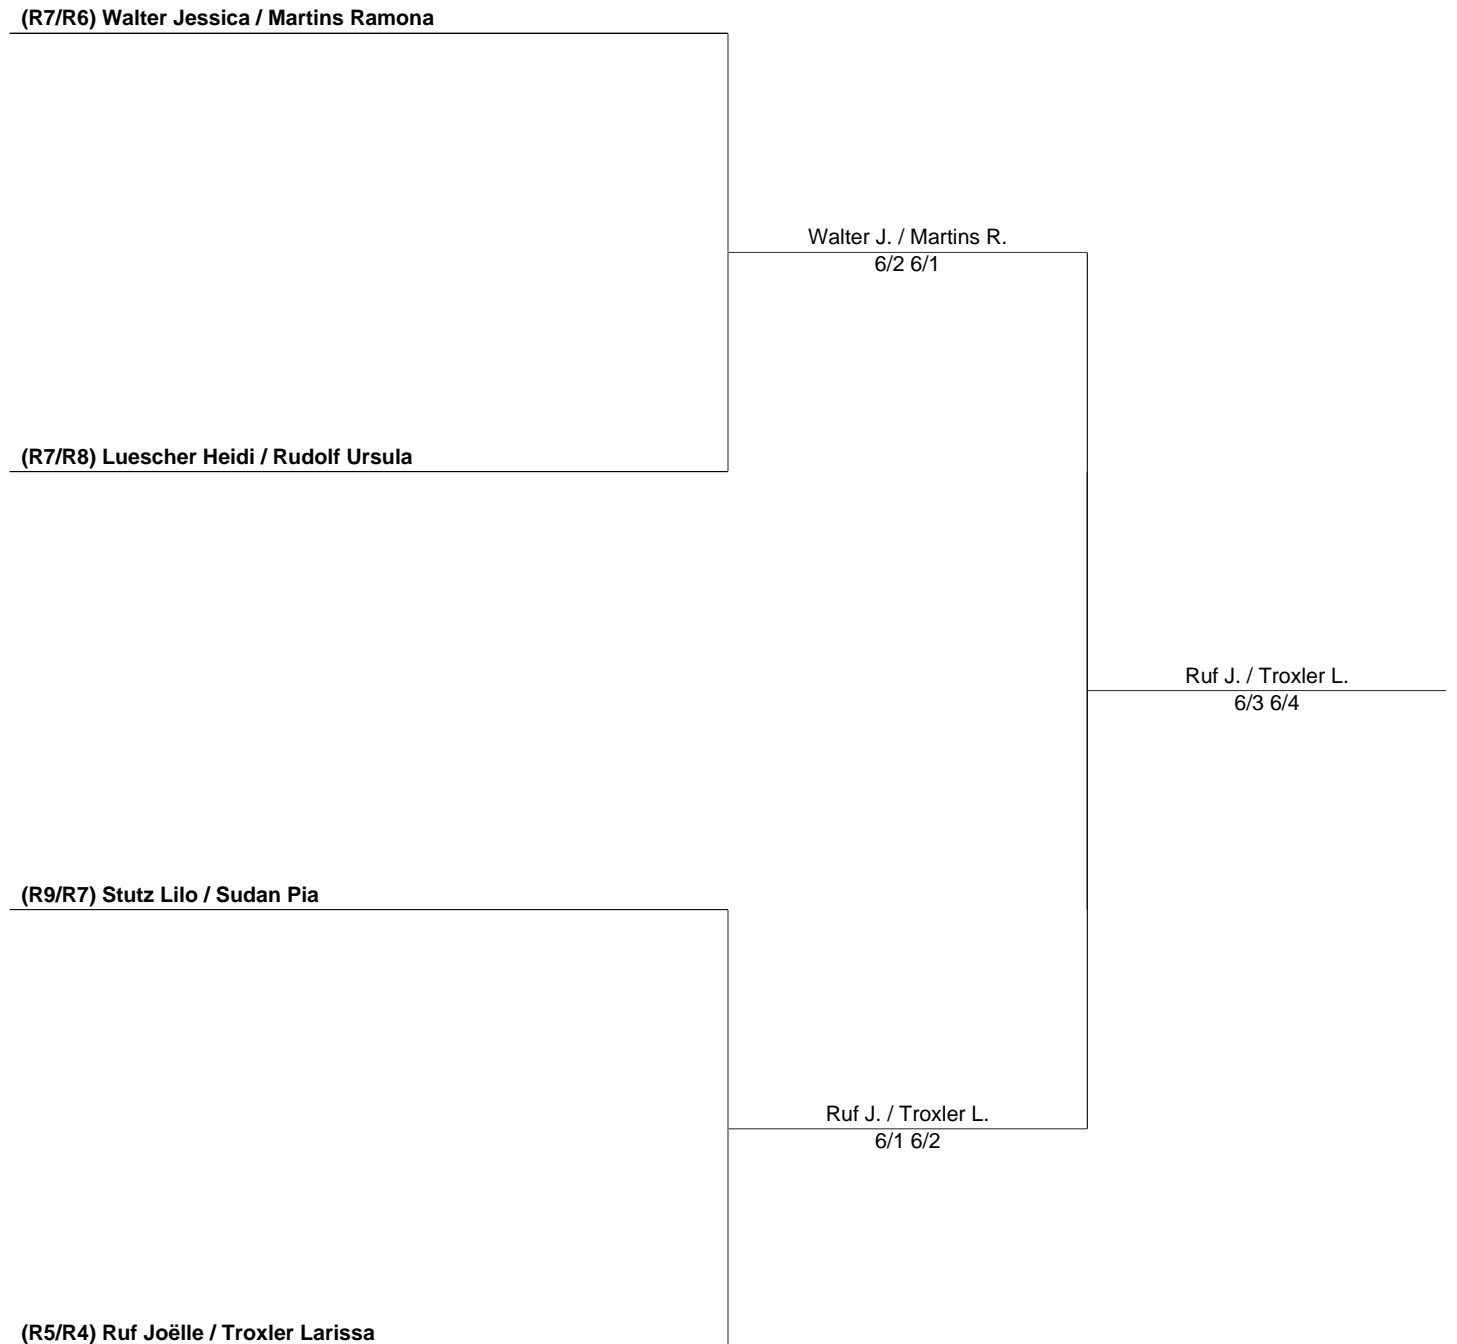 (R7/R6) Walter Jessica / Martins Ramona
Walter J. / Martins R.
6/2 6/1
(R7/R8) Luescher Heidi / Rudolf Ursula
Ruf J. / Troxler L.
6/3 6/4
(R9/R7) Stutz Lilo / Sudan Pia
Ruf J. / Troxler L.
6/1 6/2
(R5/R4) Ruf Joëlle / Troxler Larissa